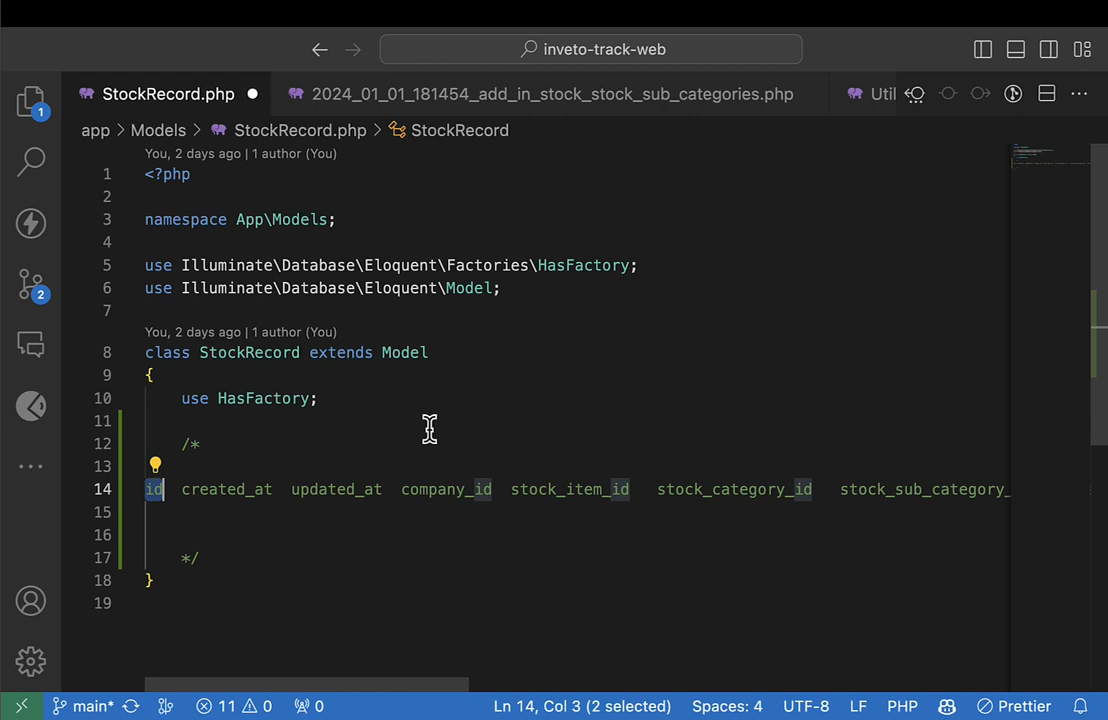 inveto-track-web
StockRecord.php
2024_01_01_181454_add_in_stock_stock_sub_categories.php
Util
app > Models > StockRecord.php > StockRecord
You, 2 days ago | 1 author (You)
1 <?php
2
3 namespace App\Models;
4
5 use Illuminate\Database\Eloquent\Factories\HasFactory;
6 use Illuminate\Database\Eloquent\Model;
7
You, 2 days ago | 1 author (You)
8 class StockRecord extends Model
9 {
10 use HasFactory;
11
12 /*
13
14 id created_at updated_at company_id stock_item_id stock_category_id stock_sub_category_
15
16
17 */
18 }
19
1
2
main* 11 0 0 Ln 14, Col 3 (2 selected) Spaces: 4 UTF-8 LF PHP Prettier